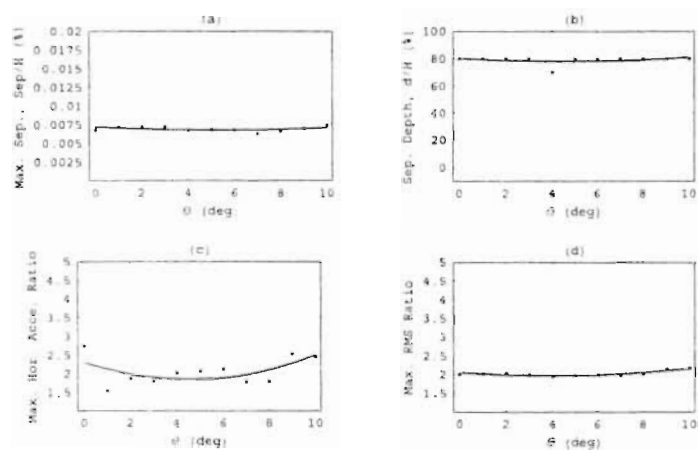 (a)
Max. Sep., Sep/H (%)
0.02
0.0175
0.015
0.0125
0.01
0.0075
0.005
0.0025
0 2 4 6 8 10
θ (deg
(b)
Sep. Depth, d/H (%)
100
80
60
40
20
0
0 2 4 6 8 10
θ (deg
(c)
Max. Hor Acce. Ratio
5
4.5
4
3.5
3
2.5
2
1.5
0 2 4 6 8 10
θ (deg
(d)
Max. RMS Ratio
5
4.5
4
3.5
3
2.5
2
1.5
0 2 4 6 8 10
θ (deg